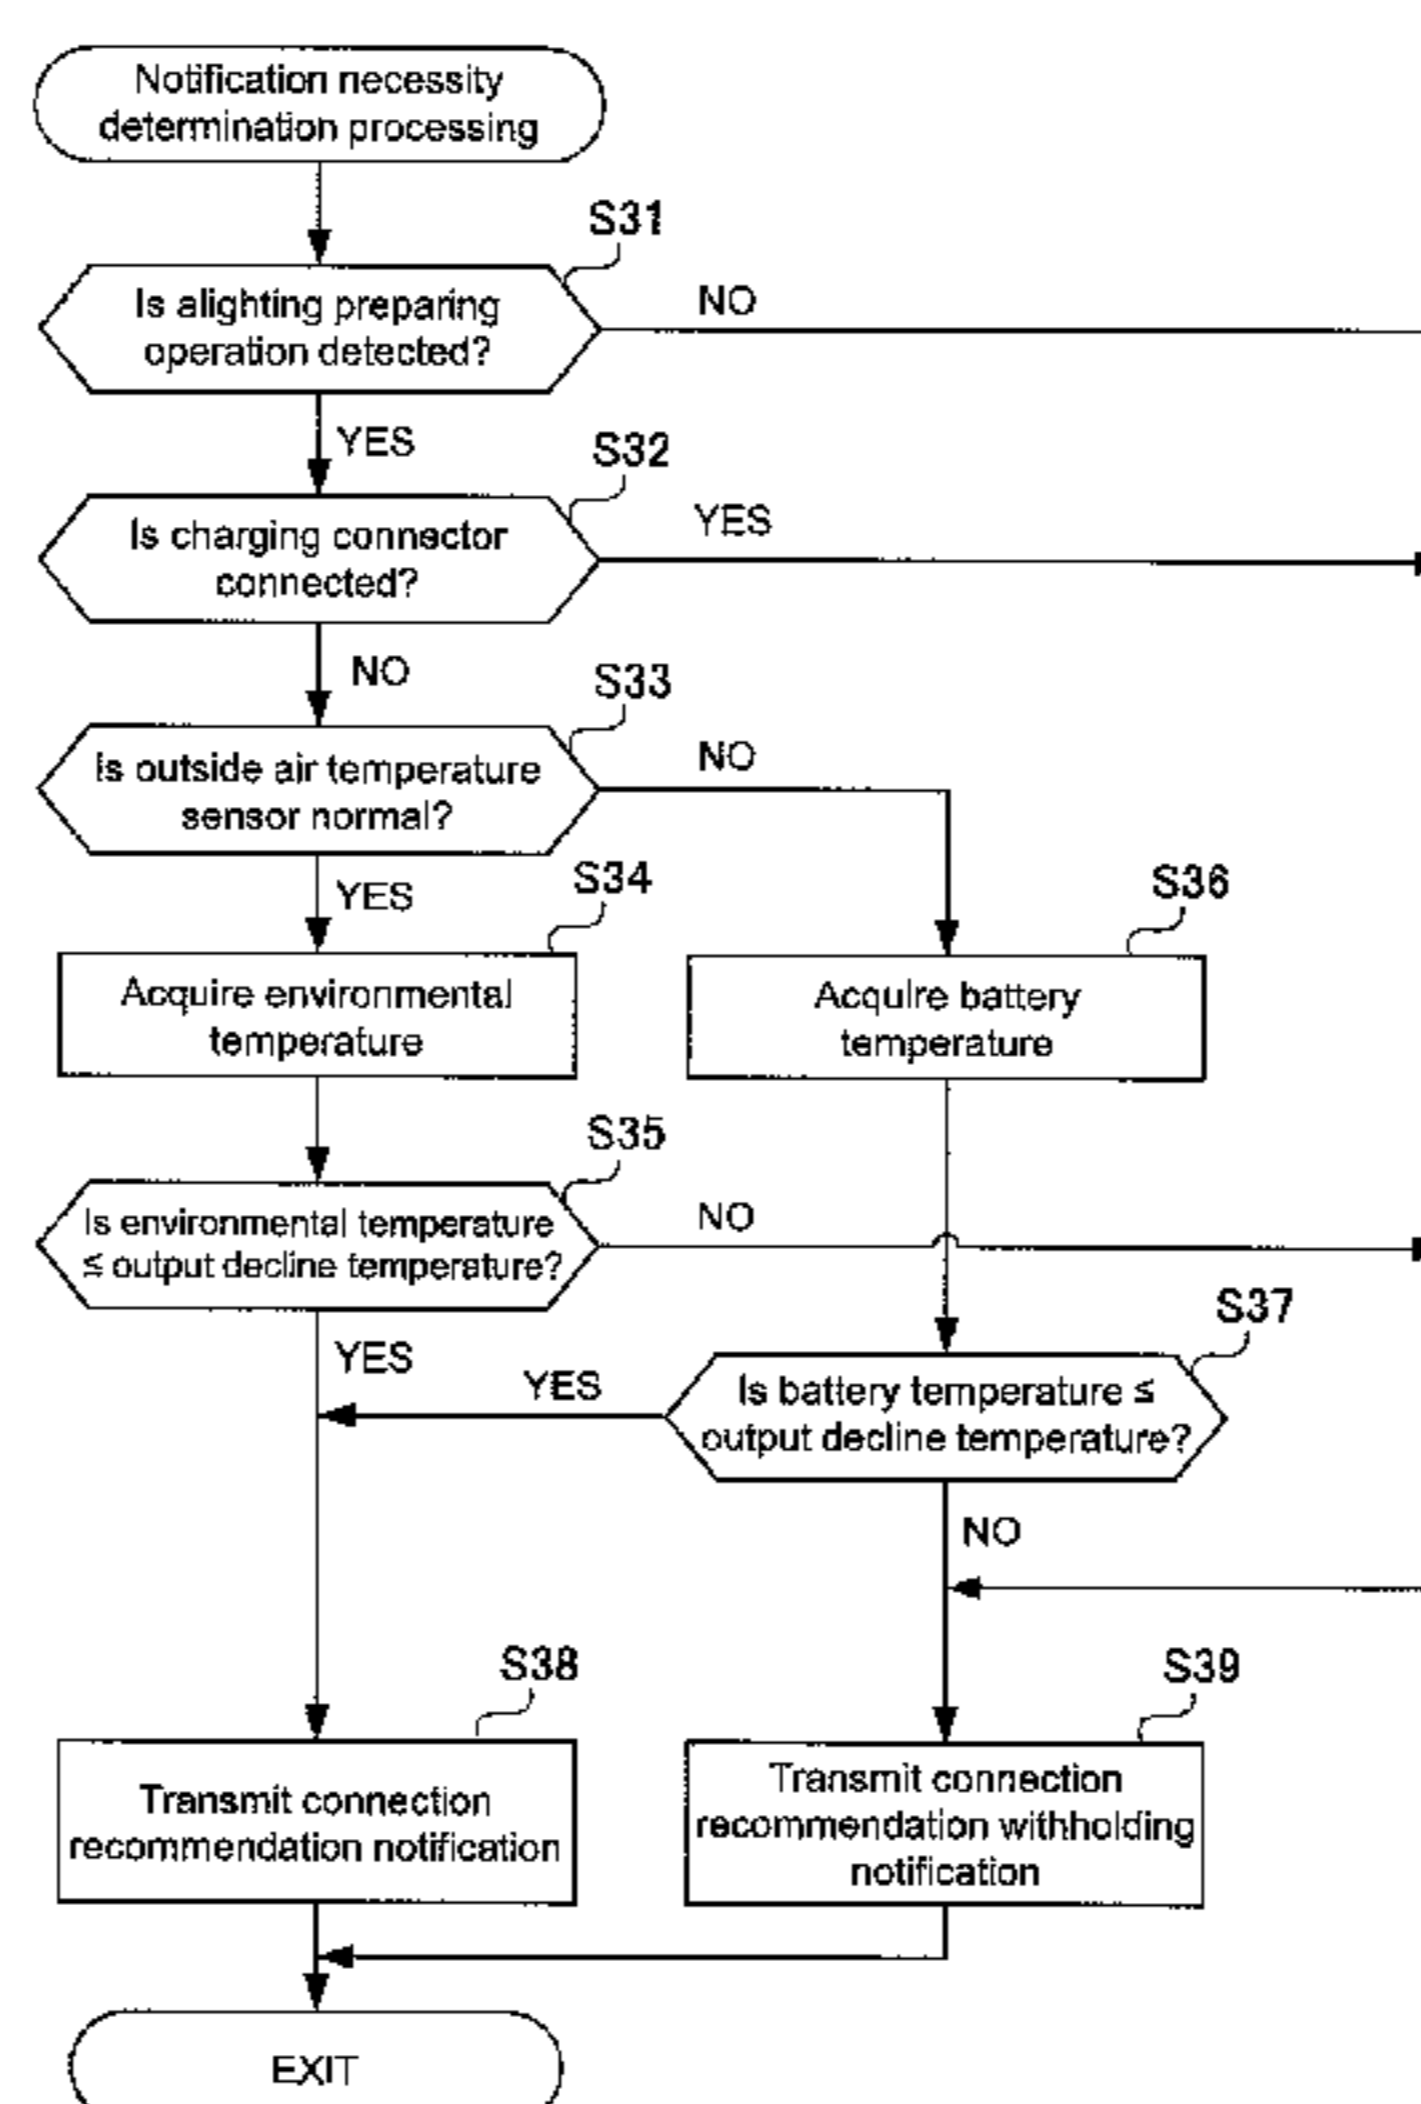 Notification necessity
determination processing
S31
Is alighting preparing
operation detected?
NO
YES
S32
Is charging connector
connected?
YES
NO
S33
Is outside air temperature
sensor normal?
NO
YES
S34
Acquire environmental
temperature
S36
Acquire battery
temperature
S35
Is environmental temperature
≤ output decline temperature?
NO
YES
S37
Is battery temperature ≤
output decline temperature?
YES
NO
S38
Transmit connection
recommendation notification
S39
Transmit connection
recommendation withholding
notification
EXIT